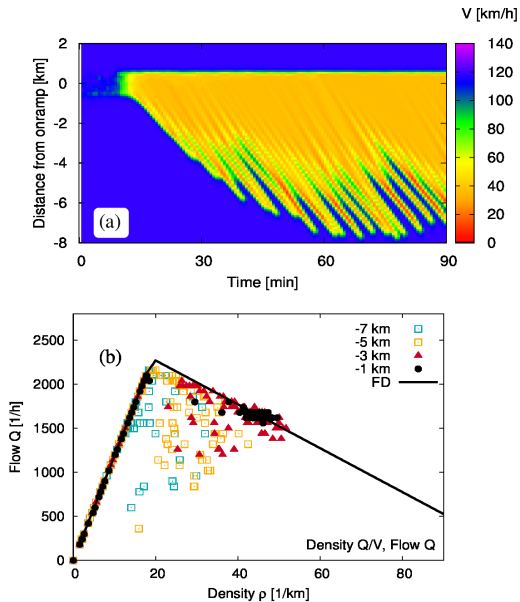 V [km/h]
2
0
-2
-4
-6
-8
Distance from onramp [km]
(a)
0
30
60
90
Time [min]
140
120
100
80
60
40
20
0
(b)
-7 km
-5 km
-3 km
-1 km
FD
2500
2000
1500
1000
500
0
Flow Q [1/h]
Density Q/V, Flow Q
0
20
40
60
80
Density ρ [1/km]